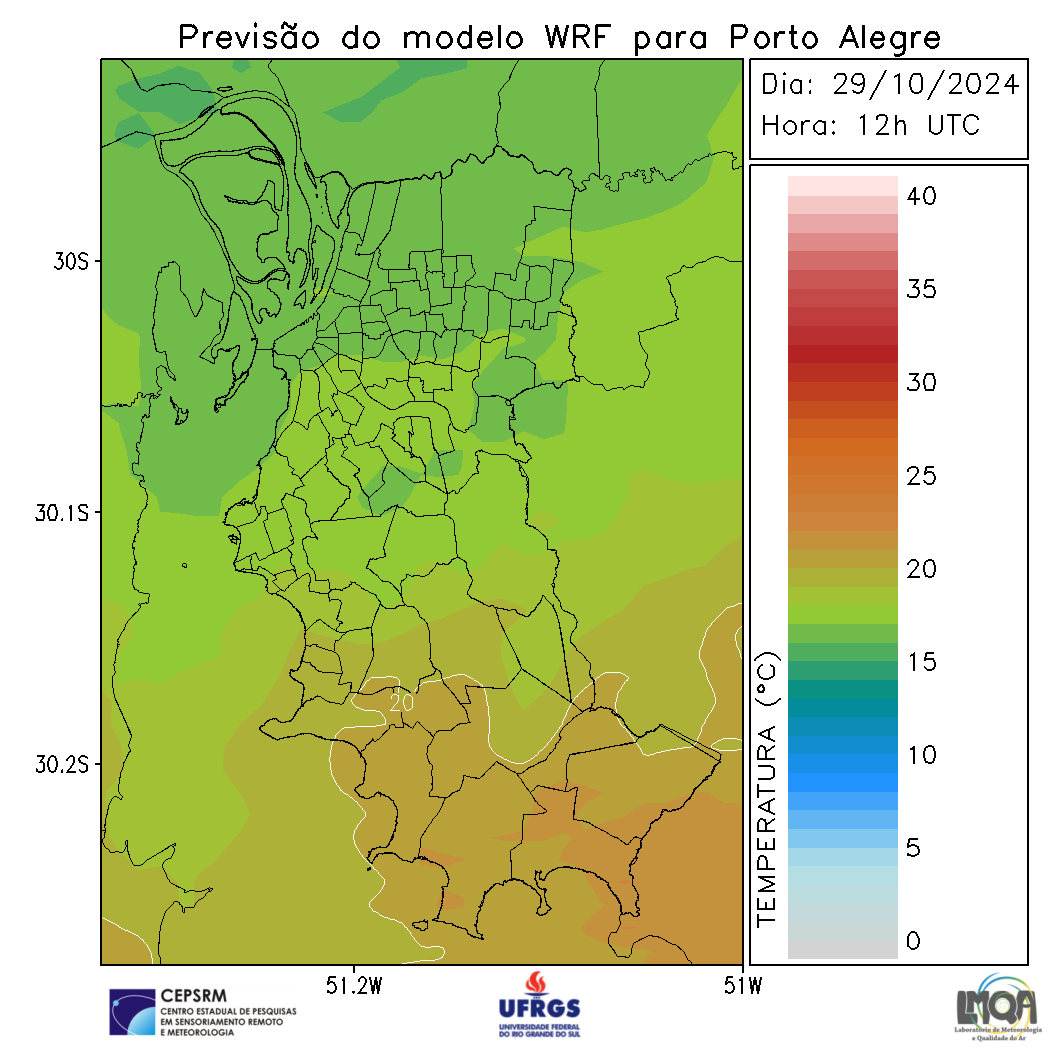 Previsão do modelo WRF para Porto Alegre
Dia: 29/10/2024
Hora: 12h UTC
40
35
30
25
20
15
10
5
0
TEMPERATURA (°C)
30S
30.1S
30.2S
20
51.2W
51W
CEPSRM
CENTRO ESTADUAL DE PESQUISAS
EM SENSORIAMENTO REMOTO
E METEOROLOGIA
UFRGS
UNIVERSIDADE FEDERAL
DO RIO GRANDE DO SUL
LMQA
Laboratório de Meteorologia
e Qualidade do Ar